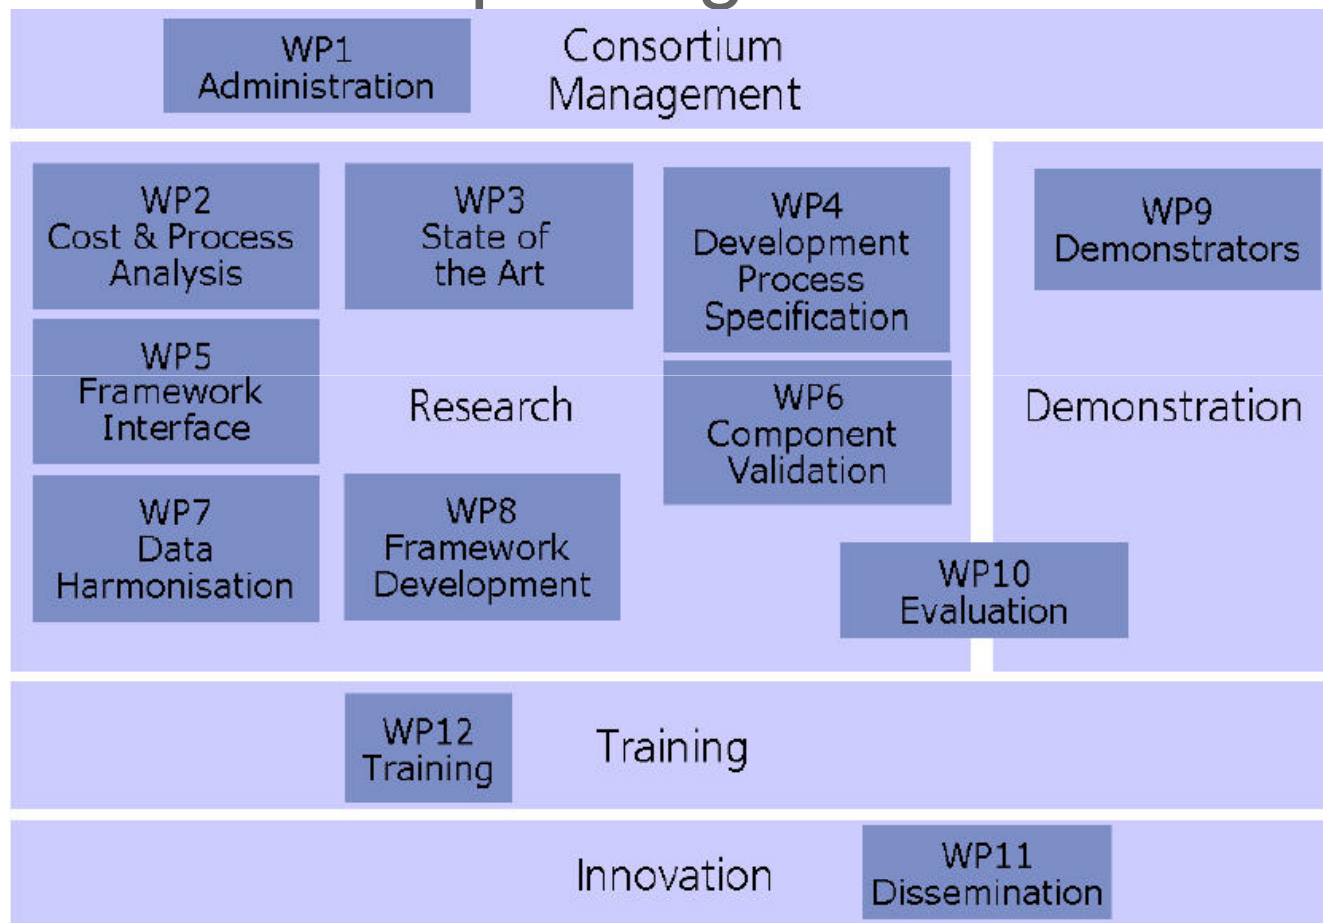 WP1
Administration
Consortium
Management
WP2
Cost & Process
Analysis
WP3
State of
the Art
WP4
Development
Process
Specification
WP9
Demonstrators
WP5
Framework
Interface
Research
WP6
Component
Validation
Demonstration
WP7
Data
Harmonisation
WP8
Framework
Development
WP10
Evaluation
WP12
Training
Training
Innovation
WP11
Dissemination